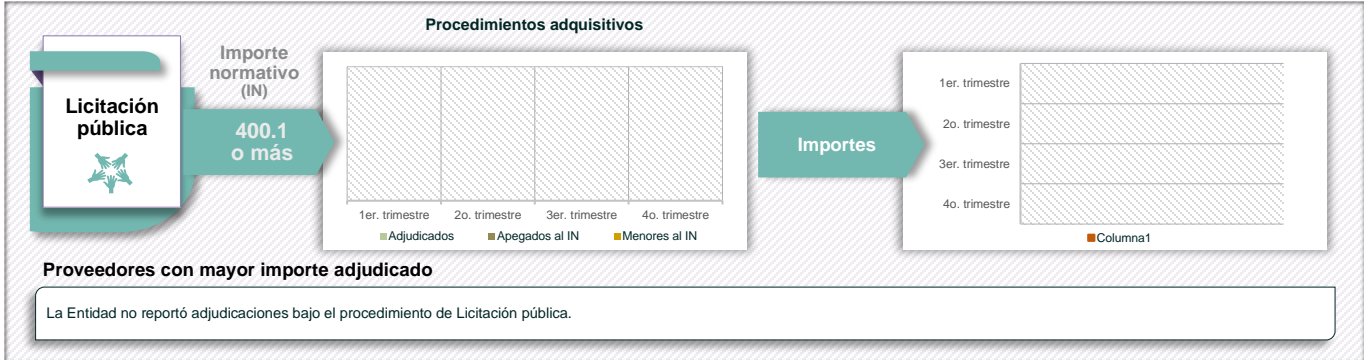 Procedimientos adquisitivos
Licitación
pública
Importe
normativo
(IN)
400.1
o más
1er. trimestre
2o. trimestre
3er. trimestre
4o. trimestre
Adjudicados
Apegados al IN
Menores al IN
Importes
1er. trimestre
2o. trimestre
3er. trimestre
4o. trimestre
Columna1
Proveedores con mayor importe adjudicado
La Entidad no reportó adjudicaciones bajo el procedimiento de Licitación pública.